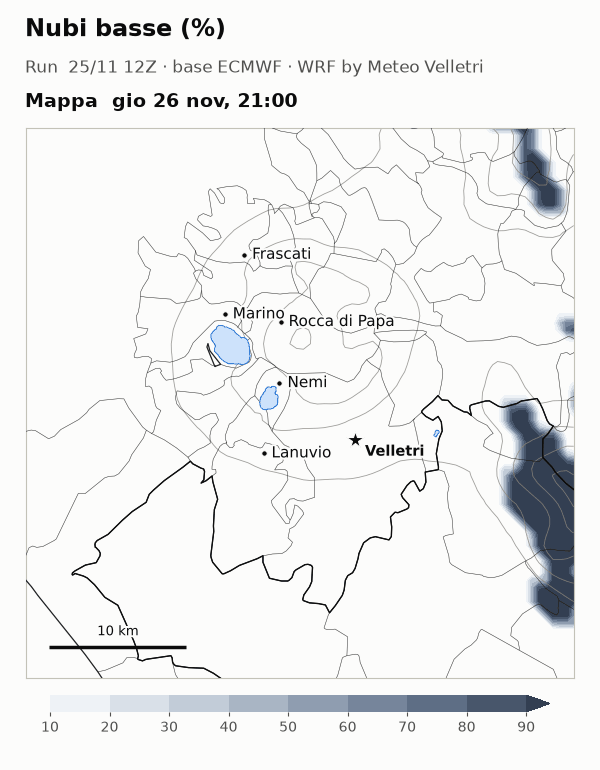 Nubi basse (%)
Run  25/11 12Z · base ECMWF · WRF by Meteo Velletri
Mappa  gio 26 nov, 21:00
Frascati
Marino
Rocca di Papa
Nemi
Velletri
Lanuvio
10 km
10 20 30 40 50 60 70 80 90